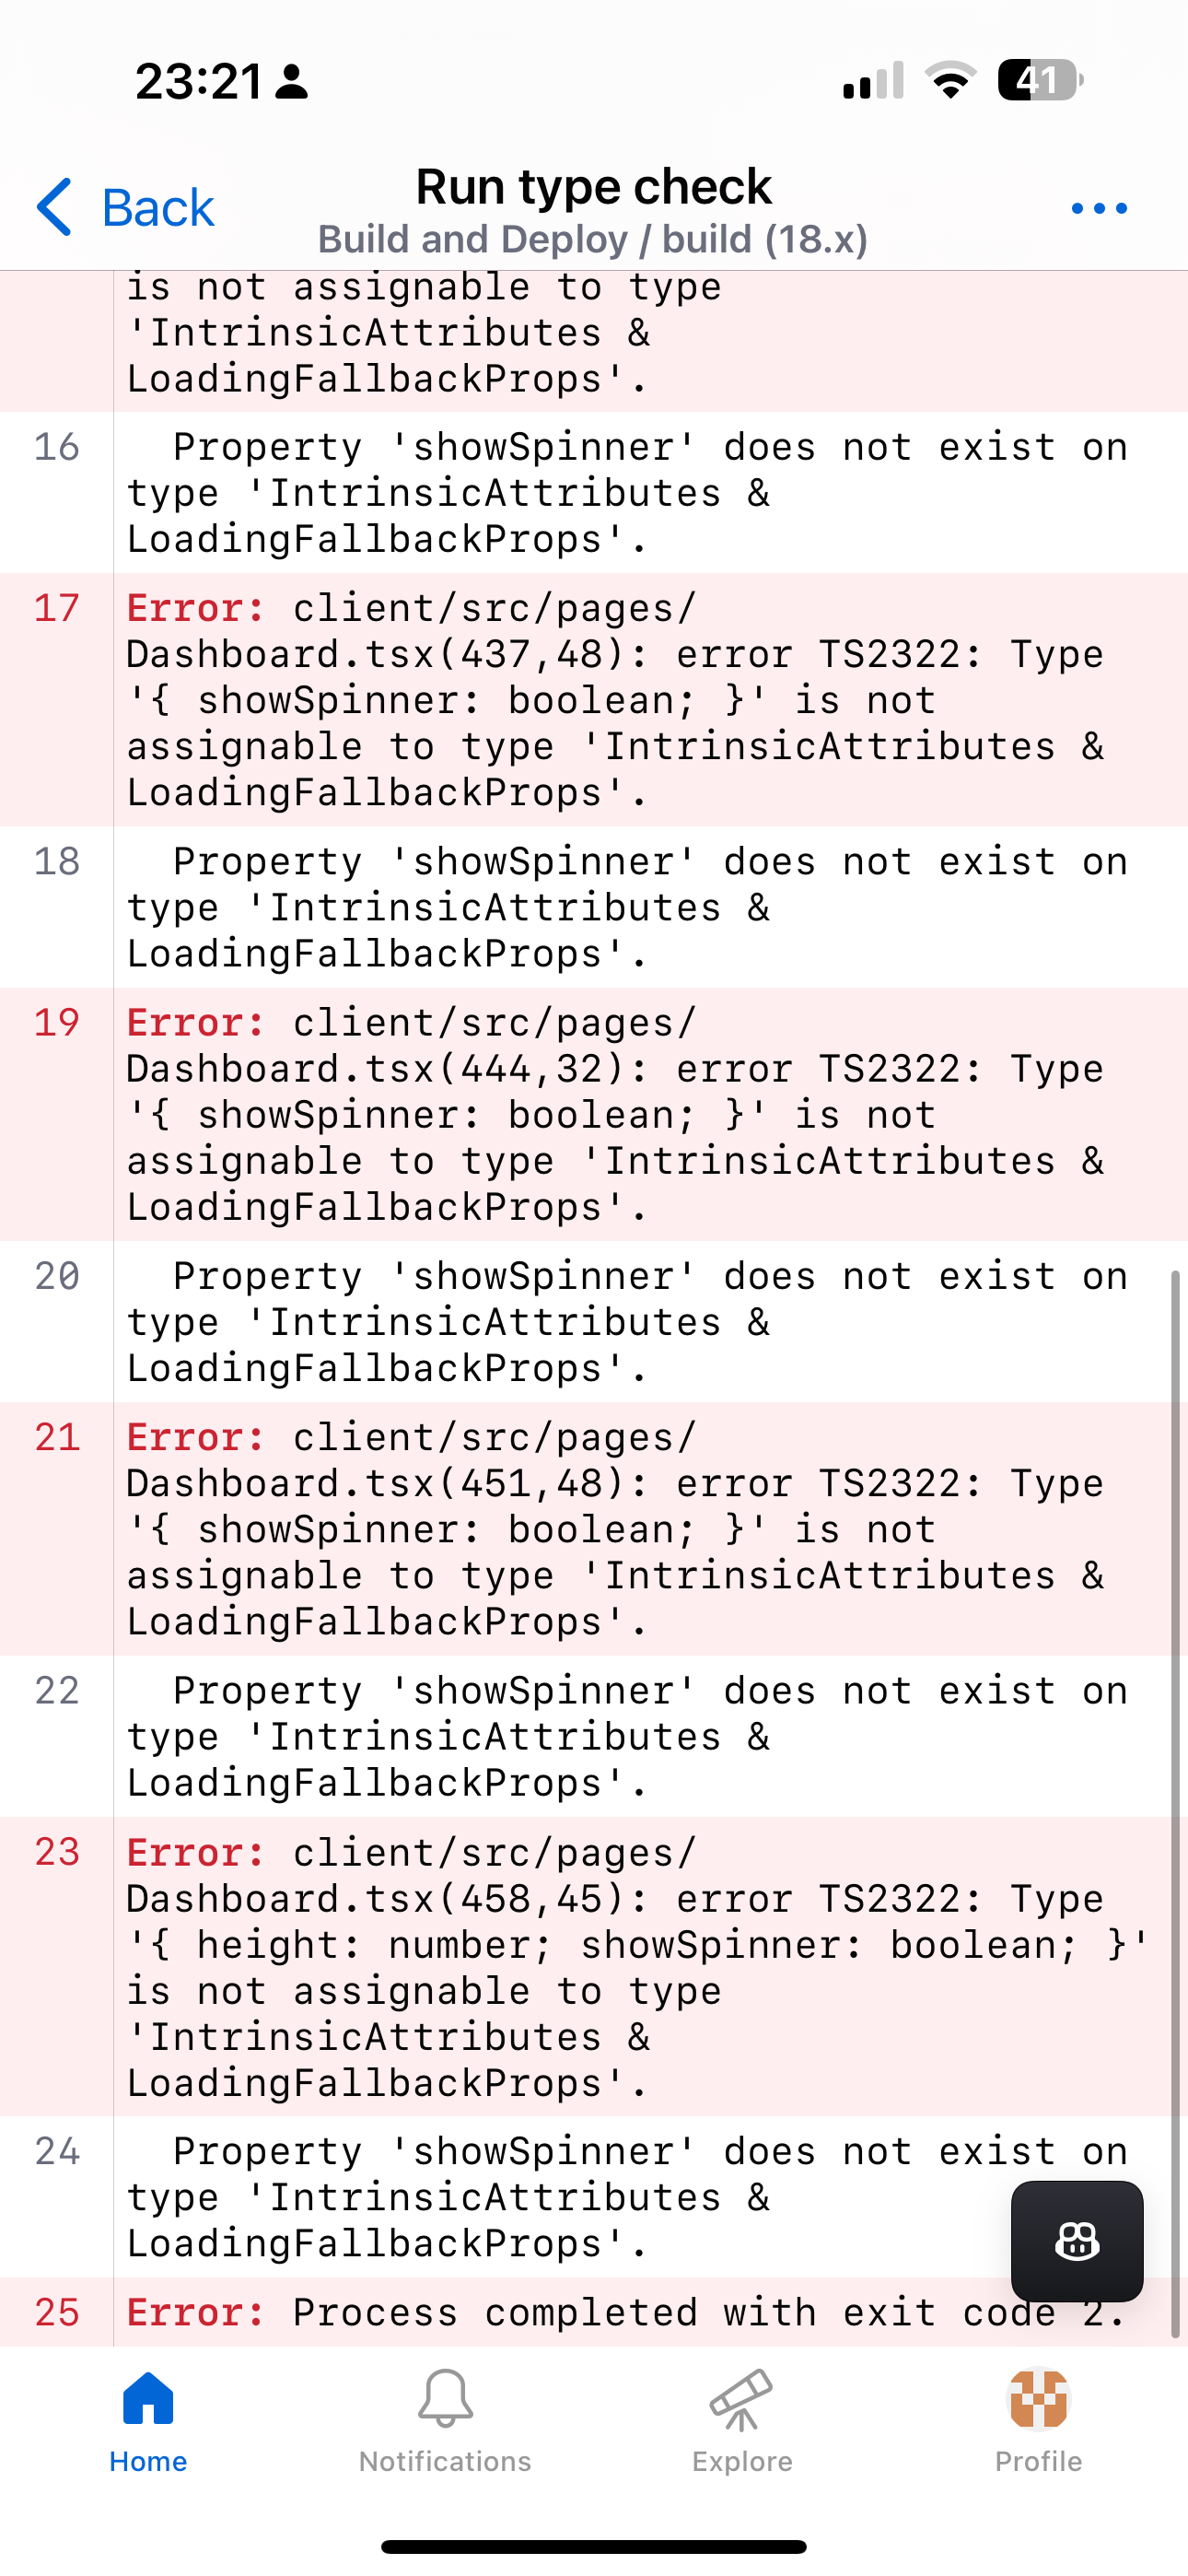 23:21
41
Back
Run type check
Build and Deploy / build (18.x)
is not assignable to type
'IntrinsicAttributes &
LoadingFallbackProps'.
16
Property 'showSpinner' does not exist on
type 'IntrinsicAttributes &
LoadingFallbackProps'.
17
Error: client/src/pages/
Dashboard.tsx(437,48): error TS2322: Type
'{ showSpinner: boolean; }' is not
assignable to type 'IntrinsicAttributes &
LoadingFallbackProps'.
18
Property 'showSpinner' does not exist on
type 'IntrinsicAttributes &
LoadingFallbackProps'.
19
Error: client/src/pages/
Dashboard.tsx(444,32): error TS2322: Type
'{ showSpinner: boolean; }' is not
assignable to type 'IntrinsicAttributes &
LoadingFallbackProps'.
20
Property 'showSpinner' does not exist on
type 'IntrinsicAttributes &
LoadingFallbackProps'.
21
Error: client/src/pages/
Dashboard.tsx(451,48): error TS2322: Type
'{ showSpinner: boolean; }' is not
assignable to type 'IntrinsicAttributes &
LoadingFallbackProps'.
22
Property 'showSpinner' does not exist on
type 'IntrinsicAttributes &
LoadingFallbackProps'.
23
Error: client/src/pages/
Dashboard.tsx(458,45): error TS2322: Type
'{ height: number; showSpinner: boolean; }'
is not assignable to type
'IntrinsicAttributes &
LoadingFallbackProps'.
24
Property 'showSpinner' does not exist on
type 'IntrinsicAttributes &
LoadingFallbackProps'.
25
Error: Process completed with exit code 2.
Home
Notifications
Explore
Profile